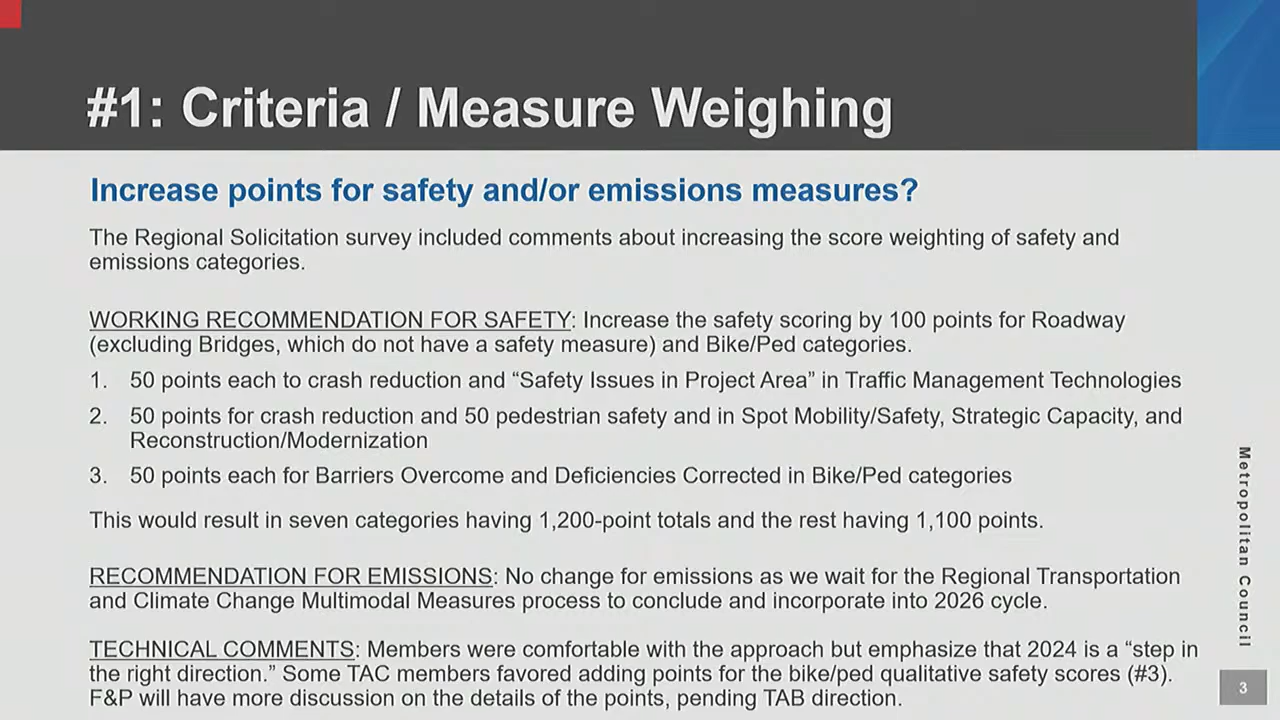 #1: Criteria / Measure Weighing
Increase points for safety and/or emissions measures?
The Regional Solicitation survey included comments about increasing the score weighting of safety and
emissions categories.
WORKING RECOMMENDATION FOR SAFETY: Increase the safety scoring by 100 points for Roadway
(excluding Bridges, which do not have a safety measure) and Bike/Ped categories.
1. 50 points each to crash reduction and “Safety Issues in Project Area” in Traffic Management Technologies
2. 50 points for crash reduction and 50 pedestrian safety and in Spot Mobility/Safety, Strategic Capacity, and
Reconstruction/Modernization
3. 50 points each for Barriers Overcome and Deficiencies Corrected in Bike/Ped categories
This would result in seven categories having 1,200-point totals and the rest having 1,100 points.
RECOMMENDATION FOR EMISSIONS: No change for emissions as we wait for the Regional Transportation
and Climate Change Multimodal Measures process to conclude and incorporate into 2026 cycle.
TECHNICAL COMMENTS: Members were comfortable with the approach but emphasize that 2024 is a “step in
the right direction.” Some TAC members favored adding points for the bike/ped qualitative safety scores (#3).
F&P will have more discussion on the details of the points, pending TAB direction.
Metropolitan Council
3